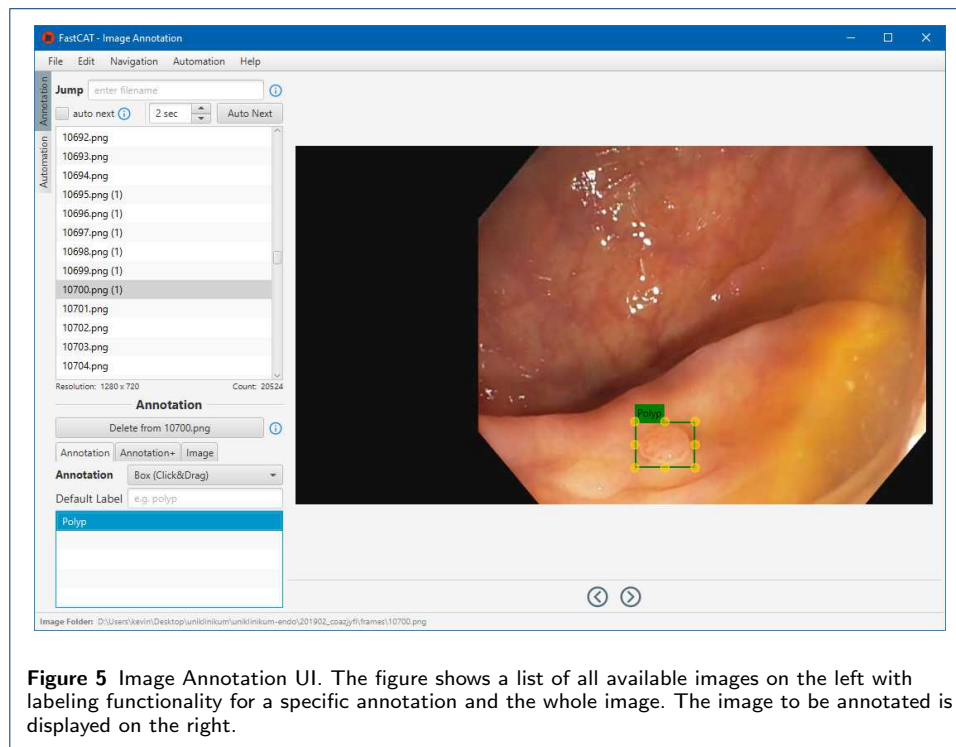 FastCAT - Image Annotation
File Edit Navigation Automation Help
Annotation
Automation
Jump enter filename
auto next 2 sec Auto Next
10692.png
10693.png
10694.png
10695.png (1)
10696.png (1)
10697.png (1)
10698.png (1)
10699.png (1)
10700.png (1)
10701.png
10702.png
10703.png
10704.png
Resolution: 1280 x 720 Count: 20524
Annotation
Delete from 10700.png
Annotation Annotation+ Image
Annotation Box (Click&Drag)
Default Label e.g. polyp
Polyp
Polyp
Image Folder: D:\Users\kevin\Desktop\uniklinikum\uniklinikum-endo\201902_coazjyfl\frames\10700.png
Figure 5 Image Annotation UI. The figure shows a list of all available images on the left with
labeling functionality for a specific annotation and the whole image. The image to be annotated is
displayed on the right.